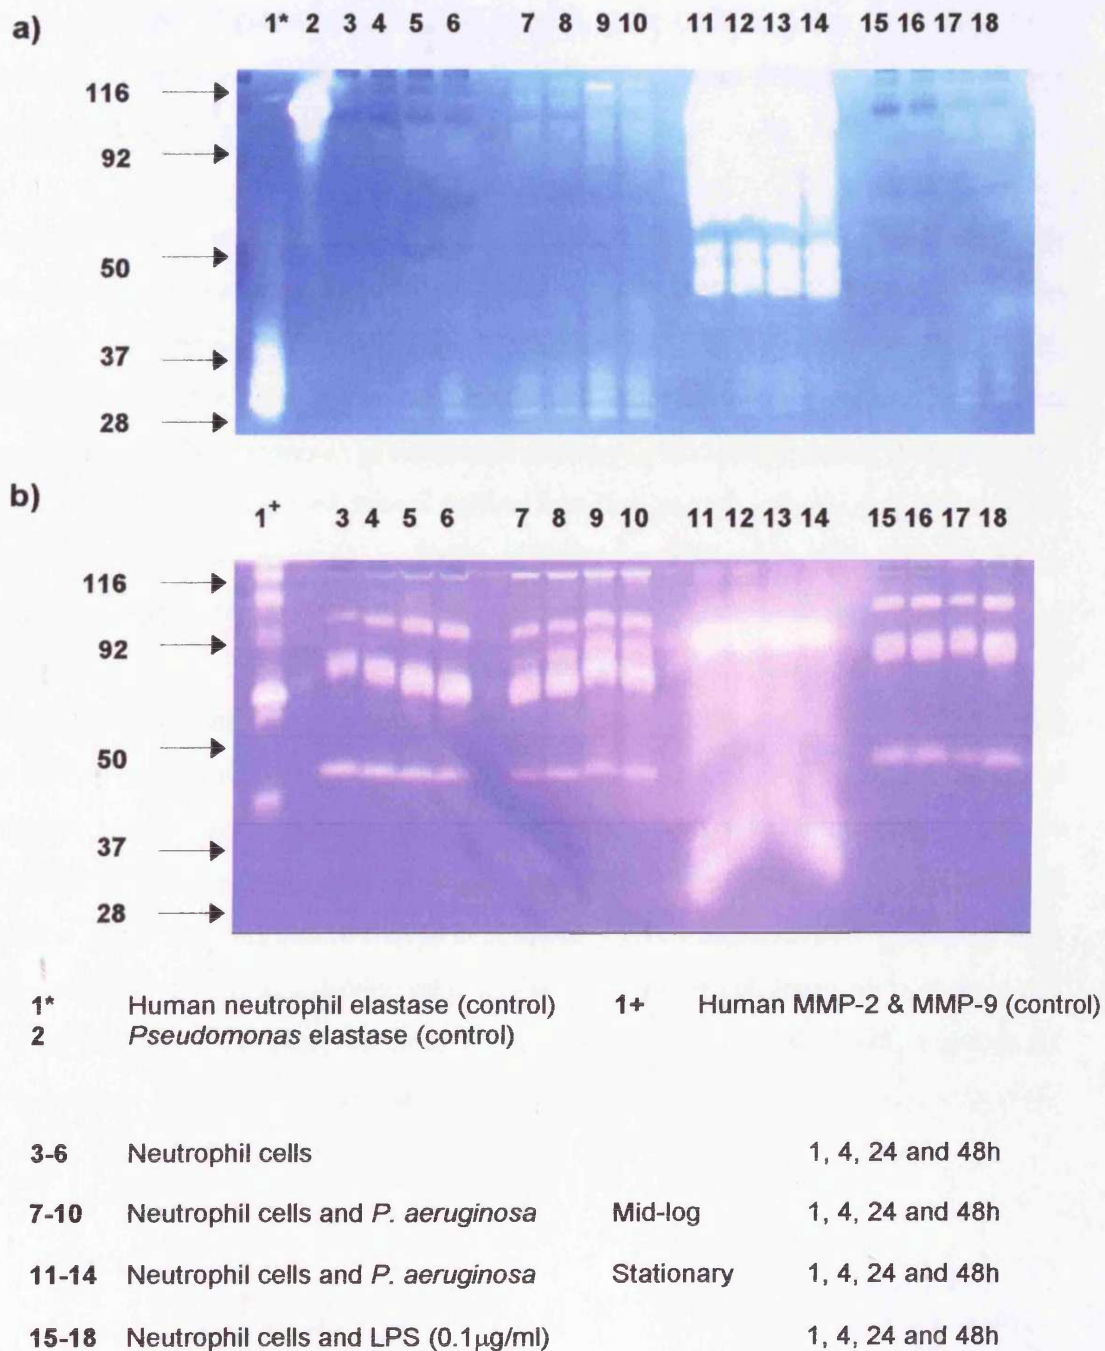 a)
1* 2 3 4 5 6 7 8 9 10 11 12 13 14 15 16 17 18
116
92
50
37
28
b)
1+ 3 4 5 6 7 8 9 10 11 12 13 14 15 16 17 18
116
92
50
37
28
1* Human neutrophil elastase (control) 1+ Human MMP-2 & MMP-9 (control)
2 Pseudomonas elastase (control)
3-6 Neutrophil cells 1, 4, 24 and 48h
7-10 Neutrophil cells and P. aeruginosa Mid-log 1, 4, 24 and 48h
11-14 Neutrophil cells and P. aeruginosa Stationary 1, 4, 24 and 48h
15-18 Neutrophil cells and LPS (0.1µg/ml) 1, 4, 24 and 48h